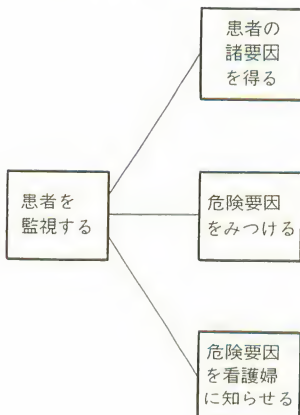 患者の
諸要因
を得る
患者を
監視する
危険要因
をみつける
危険要因
を看護婦
に知らせる